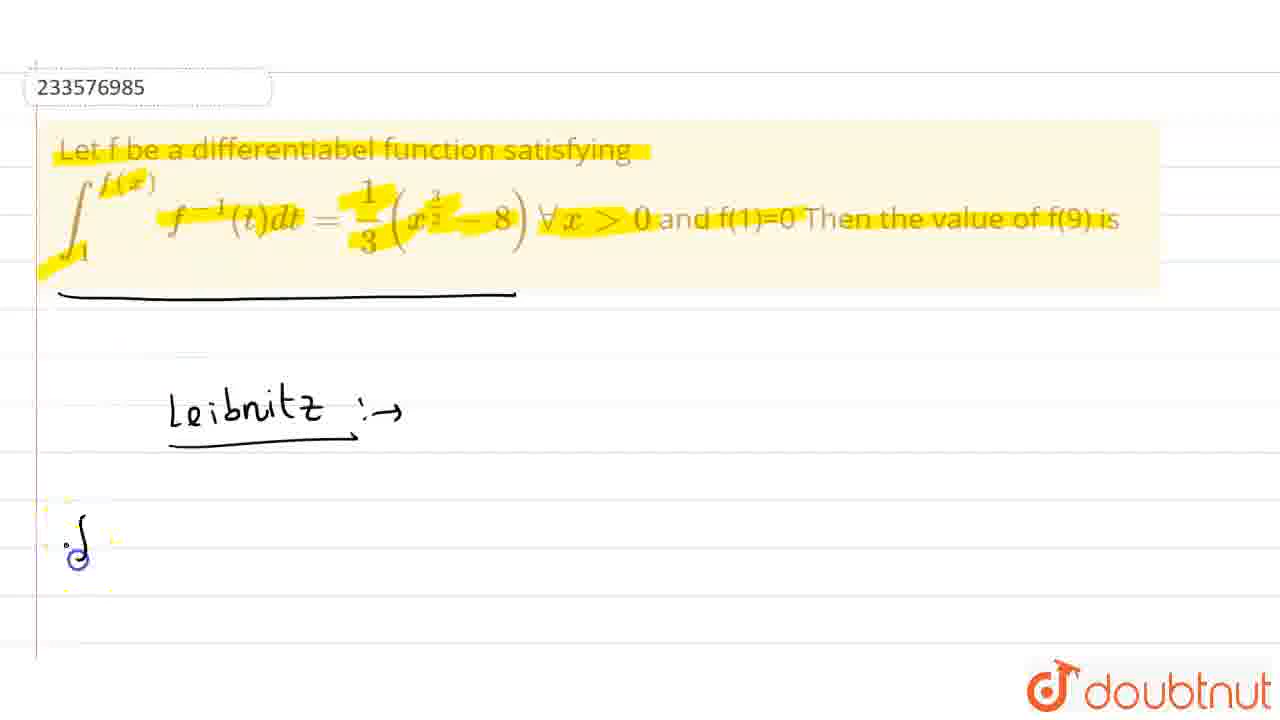 233576985
Let f be a differentiabel function satisfying
∫₁^{f(x)} f⁻¹(t)dt = 1/3 (x^{3/2} − 8) ∀ x > 0 and f(1)=0 Then the value of f(9) is
Leibnitz :→
∫
doubtnut